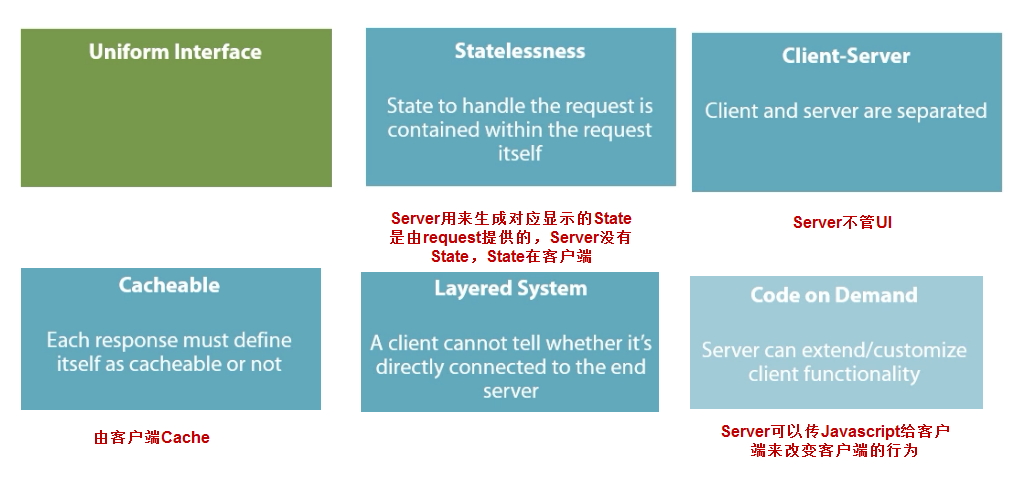 Uniform Interface
Statelessness
State to handle the request is
contained within the request
itself
Client-Server
Client and server are separated
Server用来生成对应显示的State
是由request提供的，Server没有
State，State在客户端
Server不管UI
Cacheable
Each response must define
itself as cacheable or not
Layered System
A client cannot tell whether it's
directly connected to the end
server
Code on Demand
Server can extend/customize
client functionality
由客户端Cache
Server可以传Javascript给客户
端来改变客户端的行为